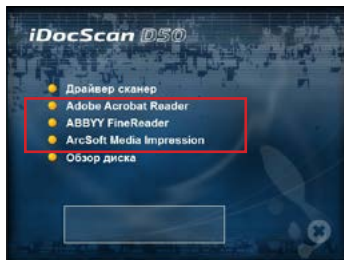 iDocScan D50
Драйвер сканер
Adobe Acrobat Reader
ABBYY FineReader
ArcSoft Media Impression
Обзор диска